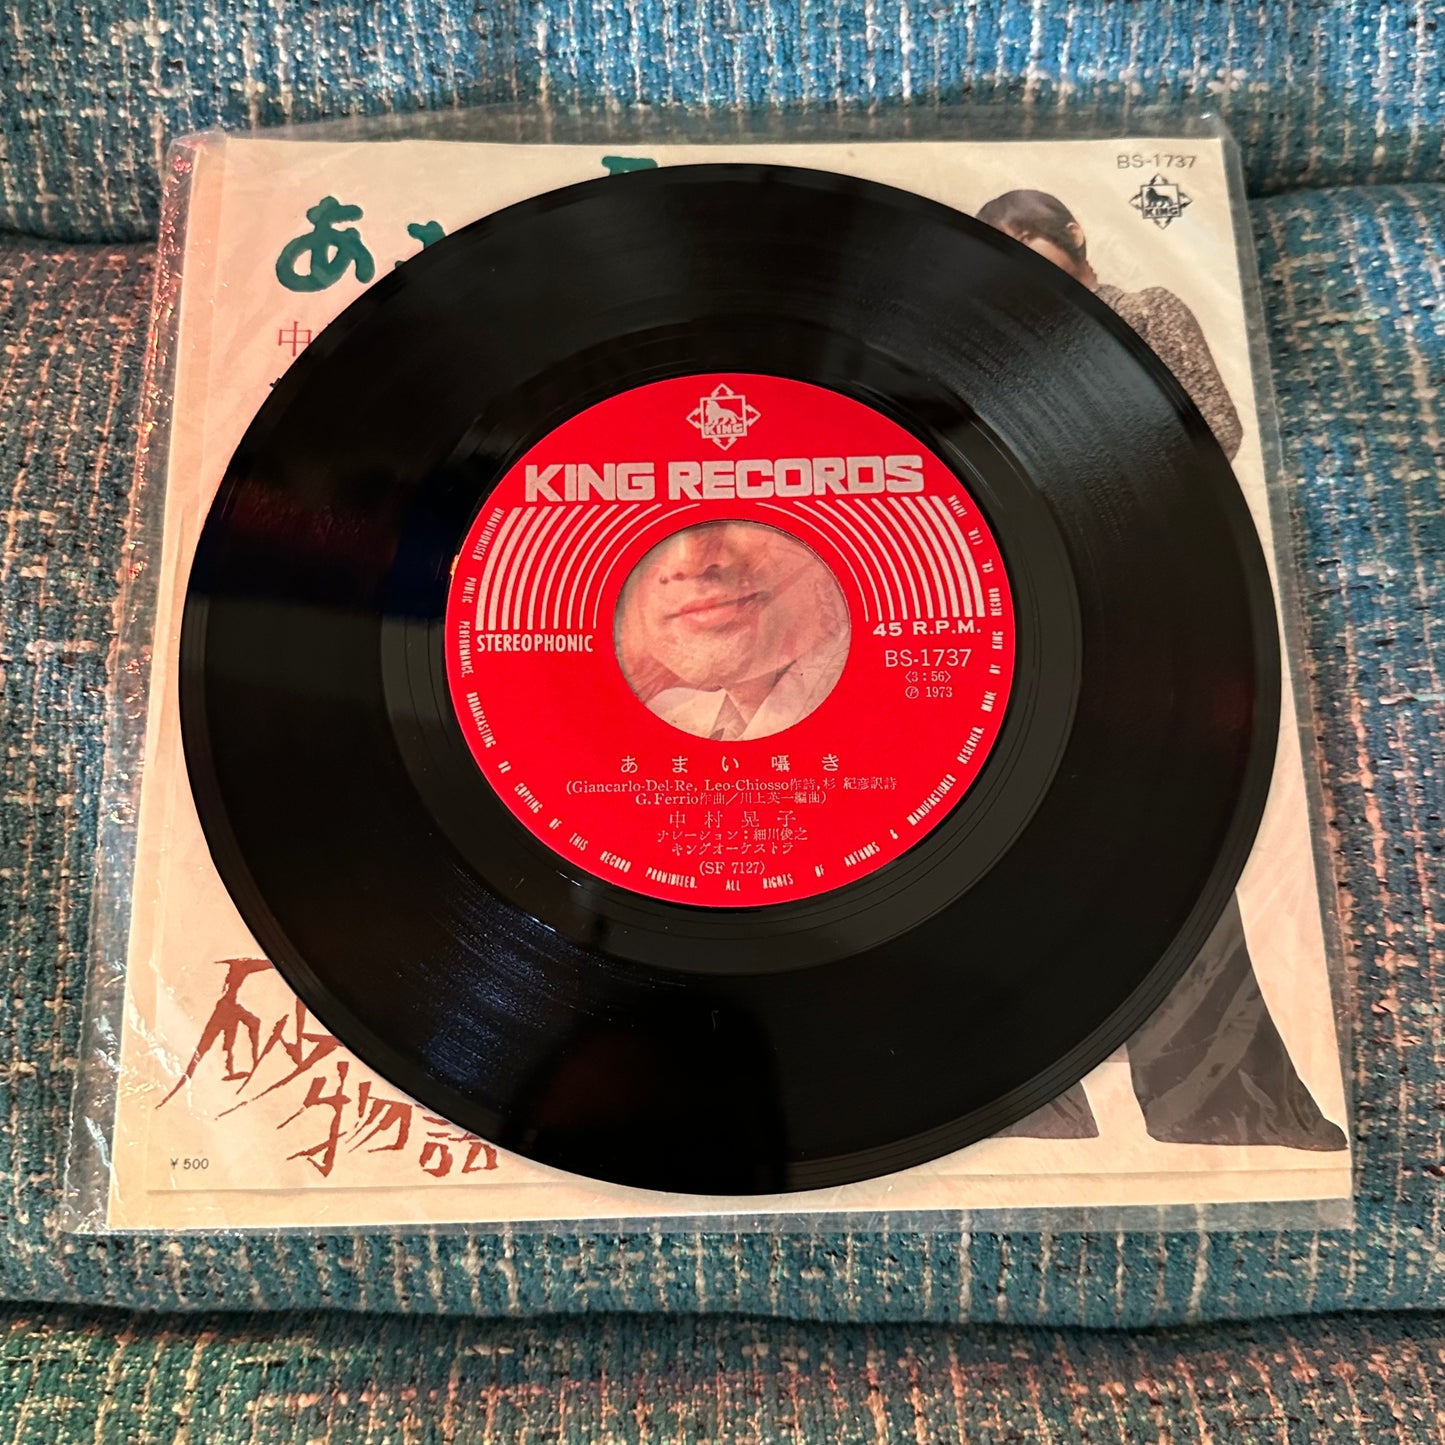 BS-1737
KING
あ
中
KING
KING RECORDS
STEREOPHONIC
45 R.P.M.
BS-1737
〈3:56〉
Ⓟ 1973
あまい囁き
(Giancarlo-Del-Re, Leo-Chiosso作詩,杉 紀彦訳詩
G. Ferrio作曲/川上英一編曲)
中村晃子
ナレーション:細川俊之
キングオーケストラ
(SF 7127)
UNAUTHORISED PUBLIC PERFORMANCE, BROADCASTING OR COPYING OF THIS RECORD PROHIBITED. ALL RIGHTS OF AUTHORS & MANUFACTURER RESERVED. MADE BY KING RECORD CO., LTD. JAPAN
砂
物語
¥500